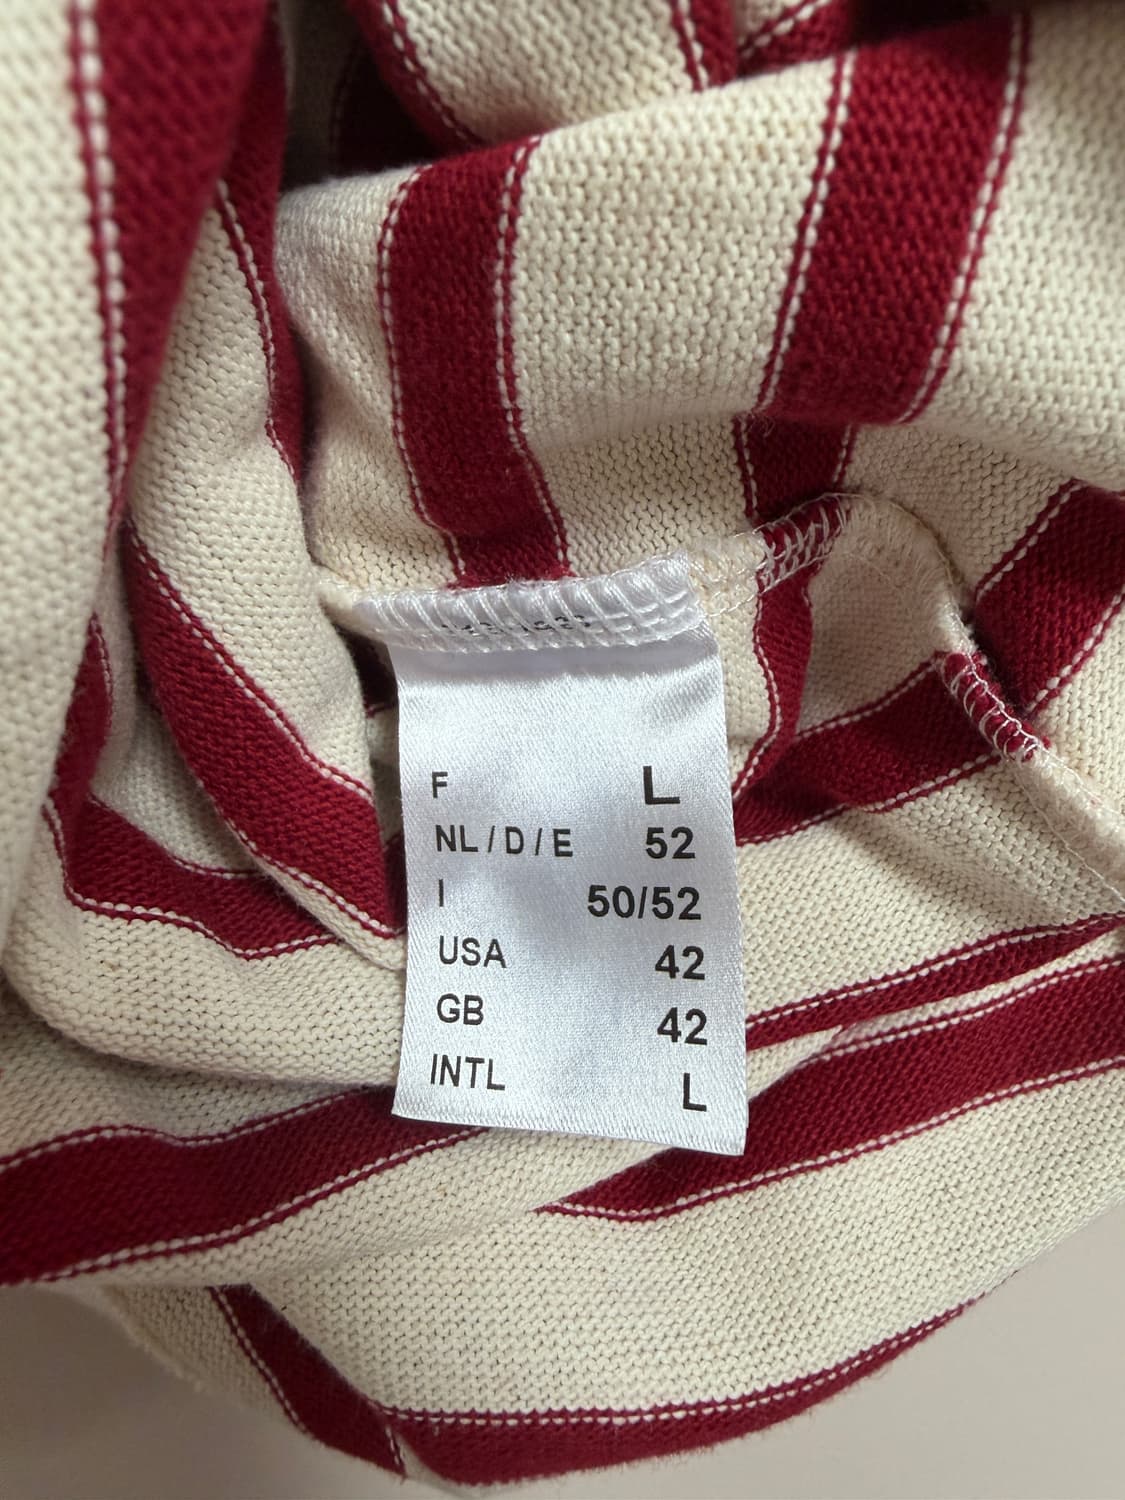 F L
NL / D / E 52
I 50/52
USA 42
GB 42
INTL L